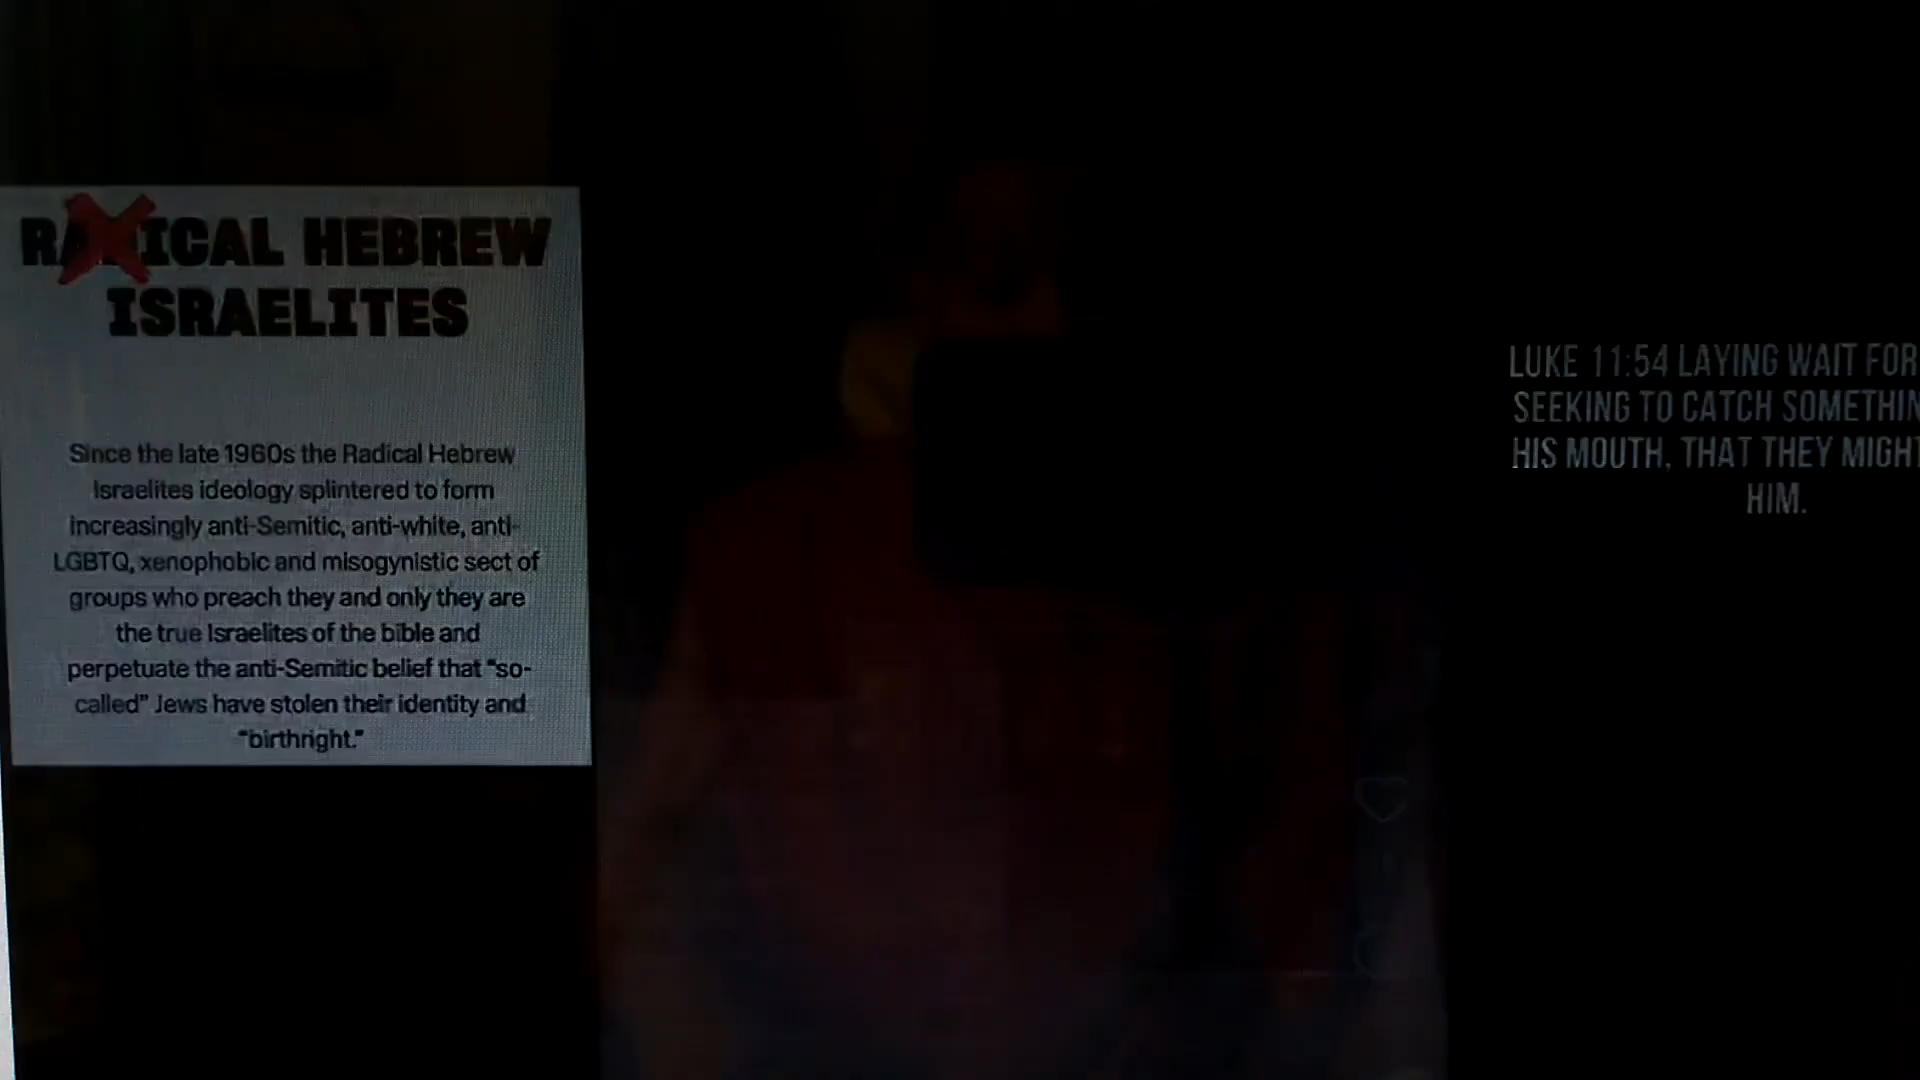 RADICAL HEBREW
ISRAELITES
Since the late 1960s the Radical Hebrew
Israelites ideology splintered to form
increasingly anti-Semitic, anti-white, anti-
LGBTQ, xenophobic and misogynistic sect of
groups who preach they and only they are
the true Israelites of the bible and
perpetuate the anti-Semitic belief that "so-
called" Jews have stolen their identity and
"birthright."
LUKE 11:54 LAYING WAIT FOR
SEEKING TO CATCH SOMETHIN
HIS MOUTH, THAT THEY MIGHT
HIM.